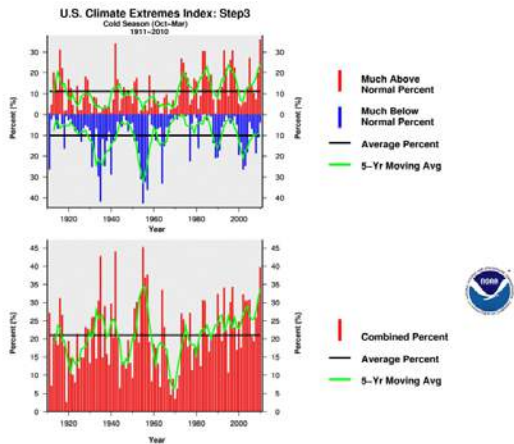 U.S. Climate Extremes Index: Step3
Cold Season (Oct-Mar)
1911-2010
Percent (%)
30
20
10
0
10
20
30
40
1920
1940
1960
1980
2000
Year
30
20
10
0
10
20
30
40
Percent (%)
Much Above
Normal Percent
Much Below
Normal Percent
Average Percent
5-Yr Moving Avg
Percent (%)
45
40
35
30
25
20
15
10
5
0
1920
1940
1960
1980
2000
Year
45
40
35
30
25
20
15
10
5
0
Percent (%)
NOAA
Combined Percent
Average Percent
5-Yr Moving Avg